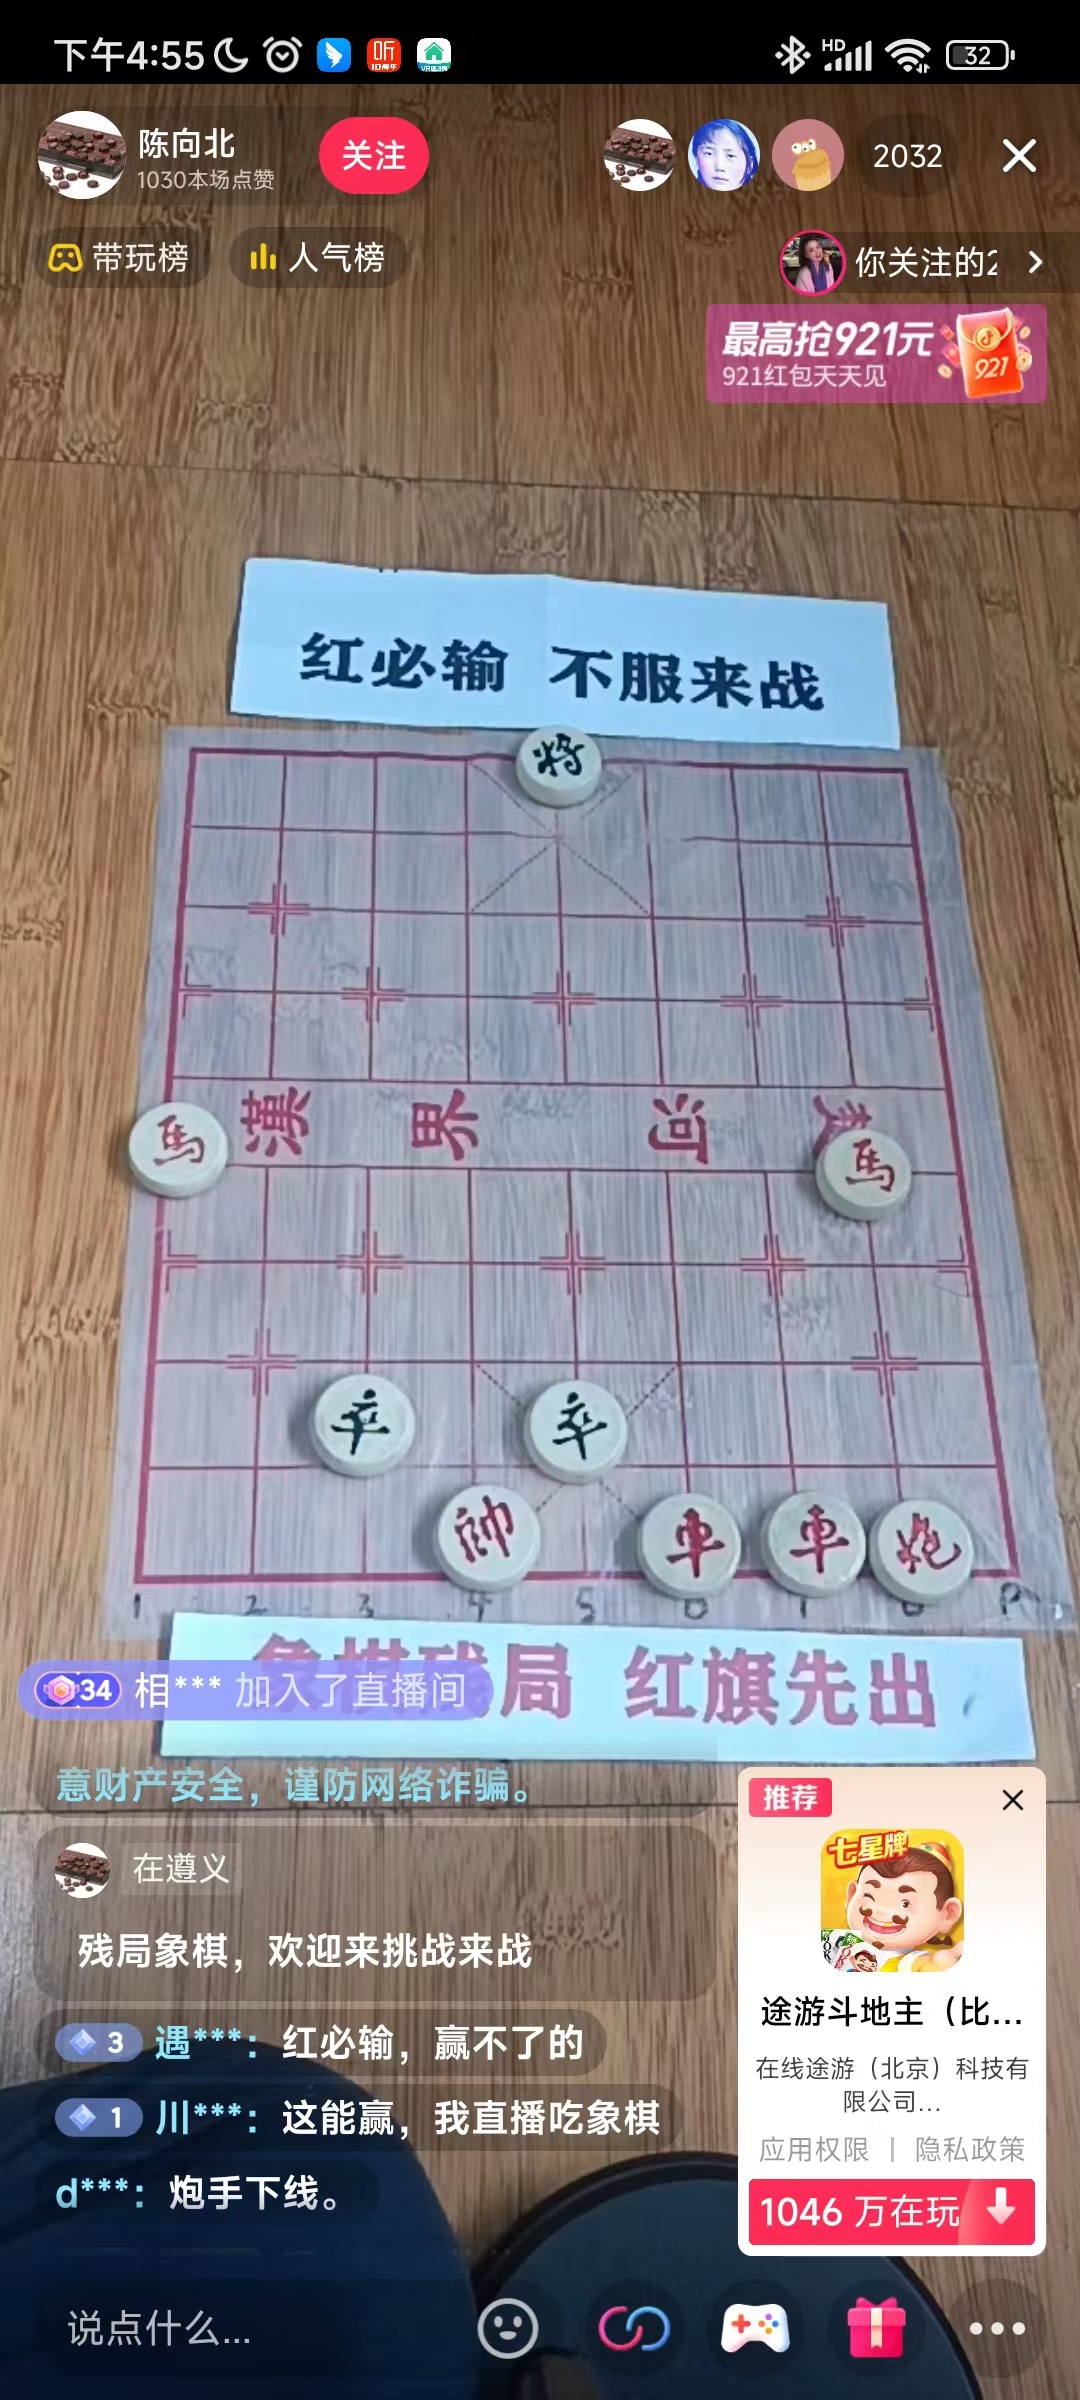 下午4:55
听
HD
32
陈向北
1030本场点赞
关注
2032
带玩榜
人气榜
你关注的2
最高抢921元
921红包天天见
921
红必输 不服来战
将
漢 界 河
馬
馬
卒
卒
帥
車
車
炮
1 2 3 4 5 6 7 8
局 红旗先出
34 相*** 加入了直播间
意财产安全，谨防网络诈骗。
在遵义
残局象棋，欢迎来挑战来战
3 遇***：红必输，赢不了的
1 川***：这能赢，我直播吃象棋
d***：炮手下线。
推荐
七星牌
途游斗地主（比...
在线途游（北京）科技有
限公司...
应用权限 | 隐私政策
1046 万在玩
说点什么...